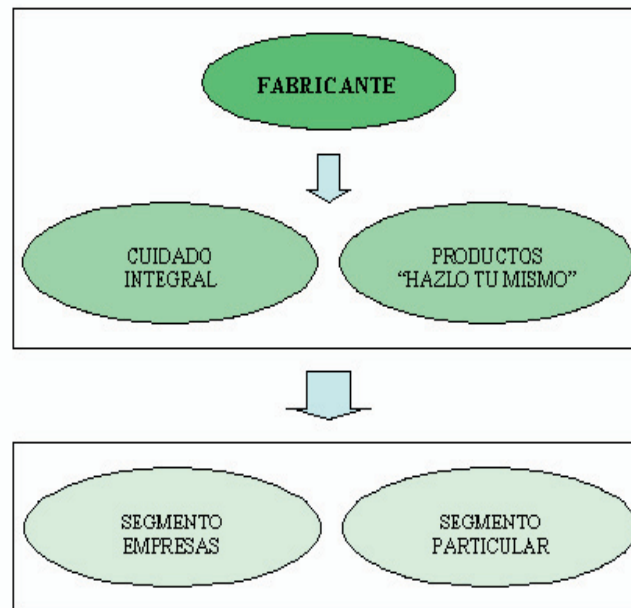 FABRICANTE
CUIDADO
INTEGRAL
PRODUCTOS
“HAZLO TU MISMO”
SEGMENTO
EMPRESAS
SEGMENTO
PARTICULAR